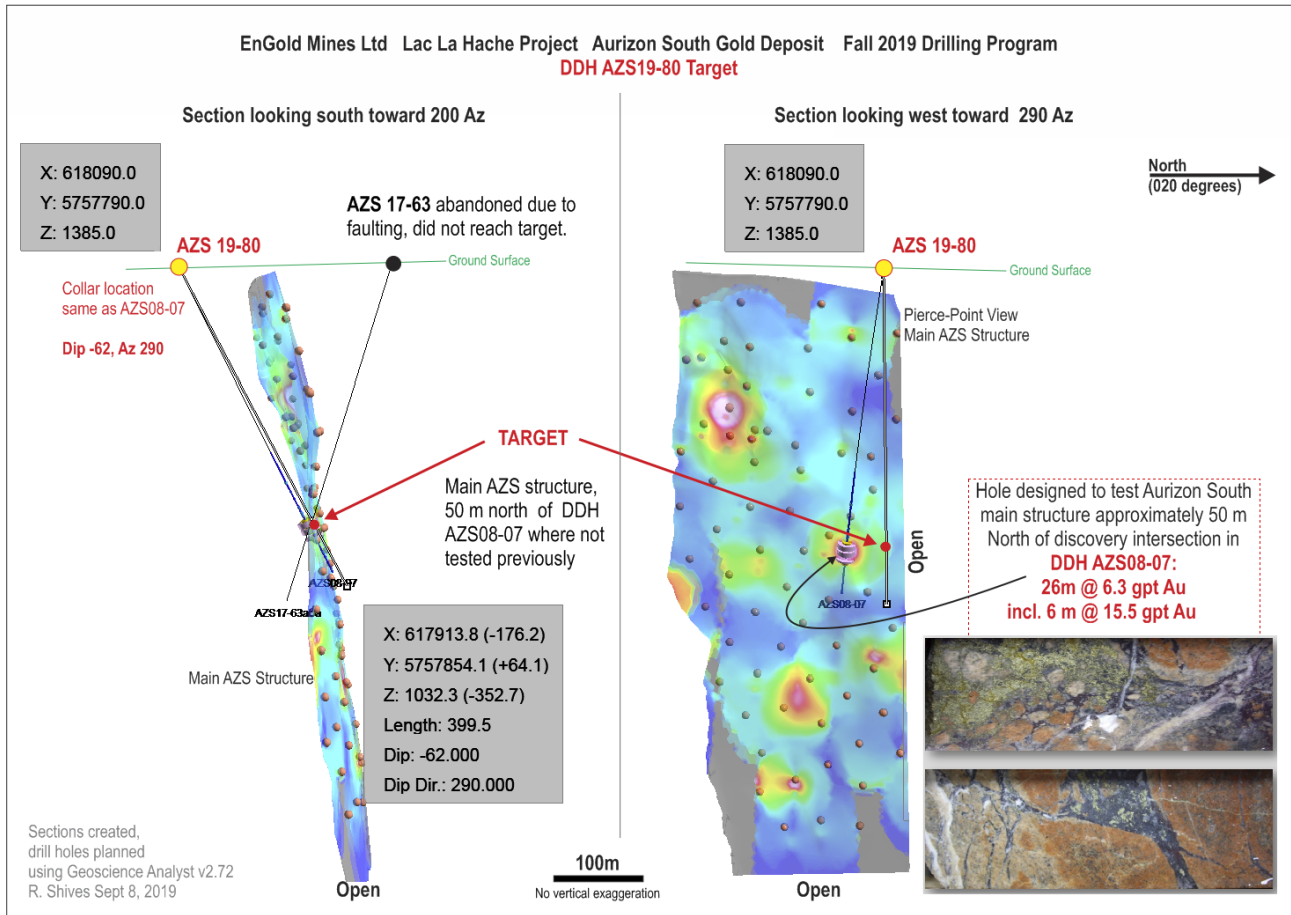 EnGold Mines Ltd   Lac La Hache Project   Aurizon South Gold Deposit   Fall 2019 Drilling Program
DDH AZS19-80 Target
Section looking south toward 200 Az
X: 618090.0
Y: 5757790.0
Z: 1385.0
AZS 19-80
AZS 17-63 abandoned due to
faulting, did not reach target.
Ground Surface
Collar location
same as AZS08-07
Dip -62, Az 290
TARGET
Main AZS structure,
50 m north of DDH
AZS08-07 where not
tested previously
AZS08-07
Main AZS Structure
X: 617913.8 (-176.2)
Y: 5757854.1 (+64.1)
Z: 1032.3 (-352.7)
Length: 399.5
Dip: -62.000
Dip Dir.: 290.000
Sections created,
drill holes planned
using Geoscience Analyst v2.72
R. Shives Sept 8, 2019
Open
100m
No vertical exaggeration
Section looking west toward 290 Az
X: 618090.0
Y: 5757790.0
Z: 1385.0
North
(020 degrees)
AZS 19-80
Ground Surface
Pierce-Point View
Main AZS Structure
Open
AZS08-07
Hole designed to test Aurizon South
main structure approximately 50 m
North of discovery intersection in
DDH AZS08-07:
26m @ 6.3 gpt Au
incl. 6 m @ 15.5 gpt Au
Open